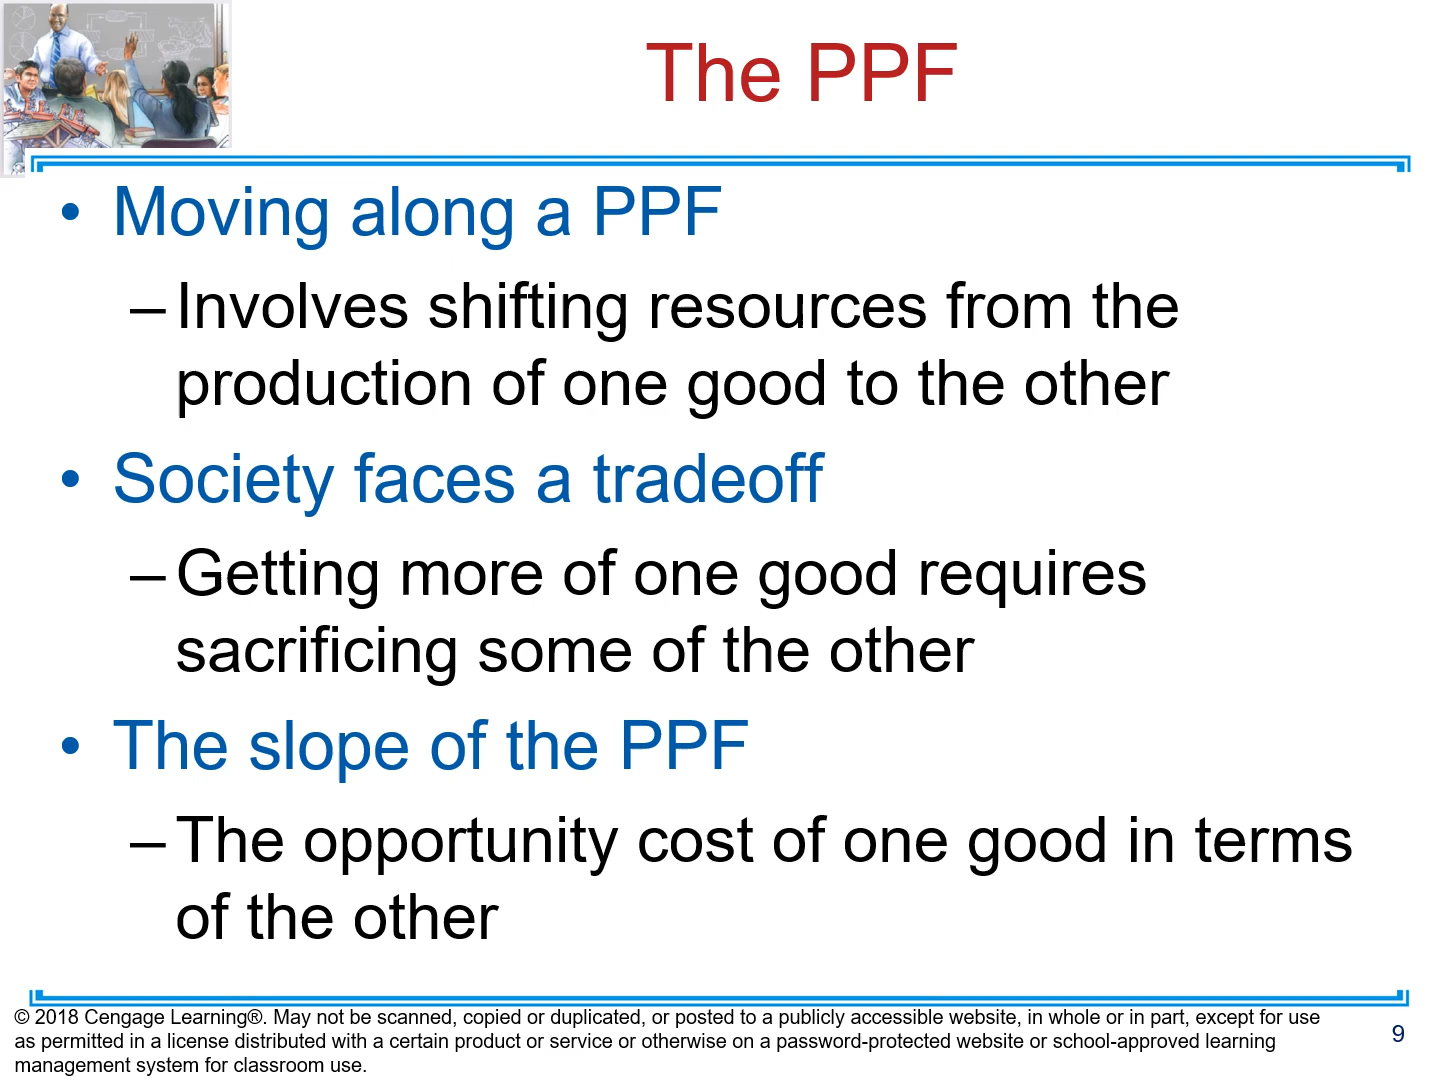 The PPF
• Moving along a PPF
– Involves shifting resources from the
production of one good to the other
• Society faces a tradeoff
– Getting more of one good requires
sacrificing some of the other
• The slope of the PPF
– The opportunity cost of one good in terms
of the other
© 2018 Cengage Learning®. May not be scanned, copied or duplicated, or posted to a publicly accessible website, in whole or in part, except for use
as permitted in a license distributed with a certain product or service or otherwise on a password-protected website or school-approved learning
management system for classroom use.
9